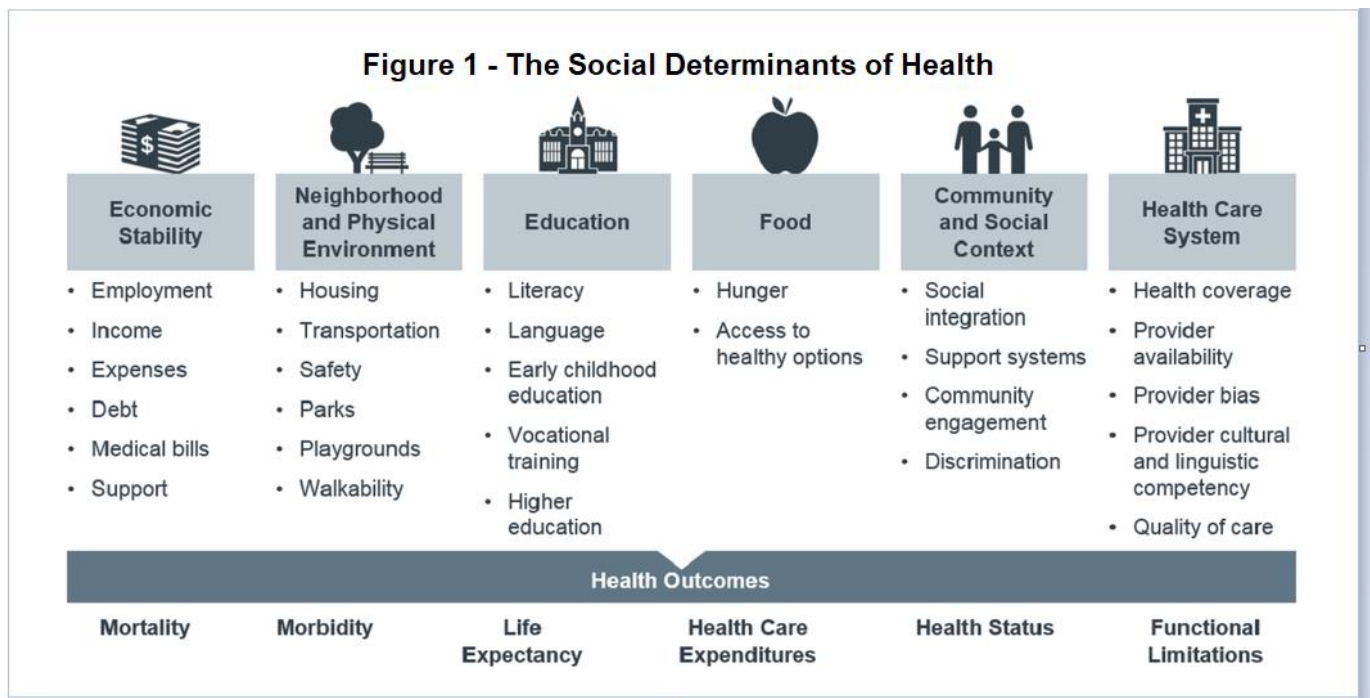 Figure 1 - The Social Determinants of Health
$
Economic
Stability
• Employment
• Income
• Expenses
• Debt
• Medical bills
• Support
Neighborhood
and Physical
Environment
• Housing
• Transportation
• Safety
• Parks
• Playgrounds
• Walkability
Education
• Literacy
• Language
• Early childhood
education
• Vocational
training
• Higher
education
Food
• Hunger
• Access to
healthy options
Community
and Social
Context
• Social
integration
• Support systems
• Community
engagement
• Discrimination
Health Care
System
• Health coverage
• Provider
availability
• Provider bias
• Provider cultural
and linguistic
competency
• Quality of care
Health Outcomes
Mortality
Morbidity
Life
Expectancy
Health Care
Expenditures
Health Status
Functional
Limitations